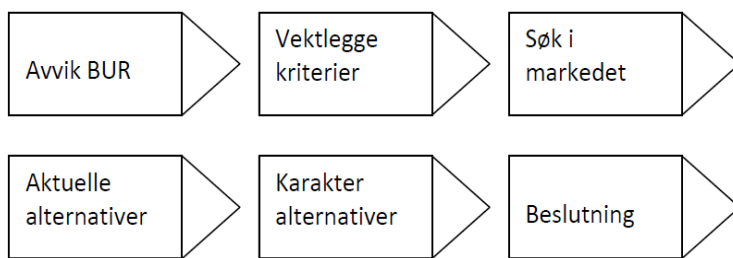 Avvik BUR
Vektlegge
kriterier
Søk i
markedet
Aktuelle
alternativer
Karakter
alternativer
Beslutning